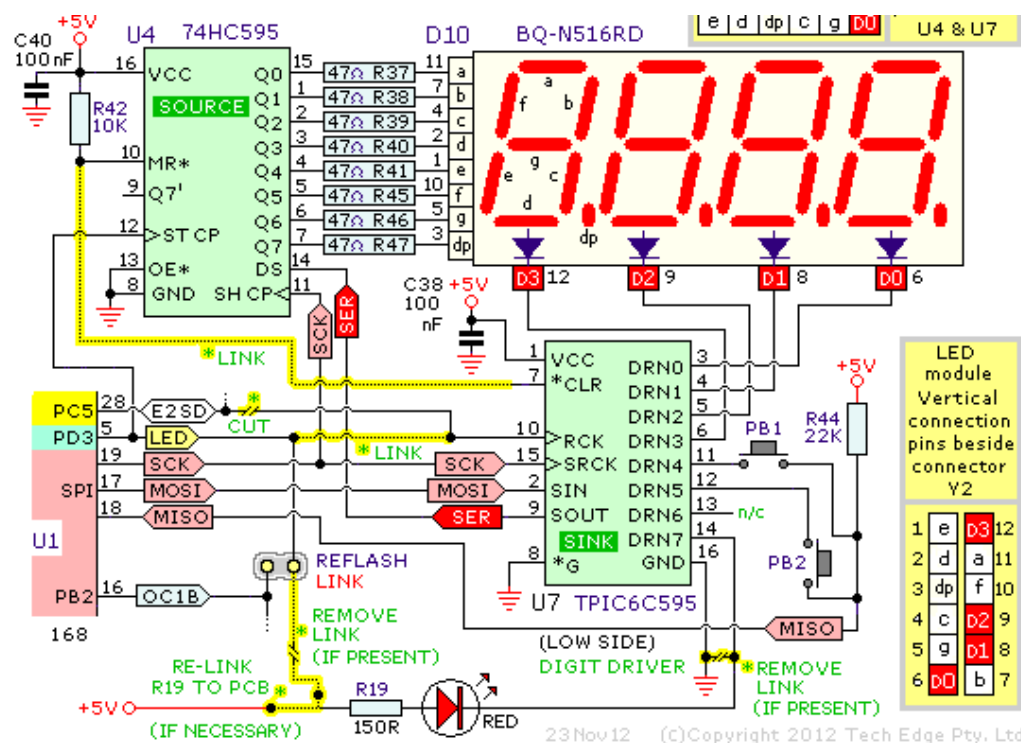 e d dp c g D0
U4 & U7
+5V
C40
100nF
U4 74HC595
16 VCC
SOURCE
R42
10K
10 MR*
9 Q7'
12 >ST CP
13 OE*
8 GND
SH CP<
Q0 15 47Ω R37 11 a
Q1 1 47Ω R38 7 b
Q2 2 47Ω R39 4 c
Q3 3 47Ω R40 2 d
Q4 4 47Ω R41 1 e
Q5 5 47Ω R45 10 f
Q6 6 47Ω R46 5 g
Q7 7 47Ω R47 3 dp
DS 14
11
SCK
SER
D10 BQ-N516RD
a
f b
g
e c
d
dp
D3 12 D2 9 D1 8 D0 6
*LINK
C38 +5V
100
nF
1 VCC
7 *CLR
10 >RCK
15 >SRCK
2 SIN
9 SOUT
8 *G
SINK
DRN0 3
DRN1 4
DRN2 5
DRN3 6
DRN4 11
DRN5 12
DRN6 13 n/c
DRN7 14
GND 16
U7 TPIC6C595
(LOW SIDE)
DIGIT DRIVER
+5V
R44
22K
PB1
PB2
MISO
PC5 28 E2SD
* CUT
PD3 5 LED
*LINK
19 SCK SCK
SPI 17 MOSI MOSI
18 MISO SER
U1
PB2 16 OC1B
168
REFLASH
LINK
* REMOVE
LINK
(IF PRESENT)
RE-LINK
R19 TO PCB *
(IF NECESSARY)
+5V
R19
150R
RED
*REMOVE
LINK
(IF PRESENT)
LED
module
Vertical
connection
pins beside
connector
Y2
1 e D3 12
2 d a 11
3 dp f 10
4 c D2 9
5 g D1 8
6 D0 b 7
23Nov12 (c)Copyright 2012 Tech Edge Pty. Ltd